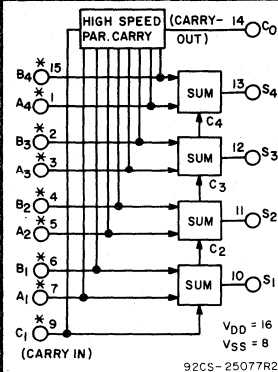 HIGH SPEED
PAR. CARRY
(CARRY-
OUT)
14
C0
* 15
B4
* 1
A4
SUM
13
S4
C4
* 2
B3
* 3
A3
SUM
12
S3
C3
* 4
B2
* 5
A2
SUM
11
S2
C2
* 6
B1
* 7
A1
SUM
10
S1
* 9
CI
(CARRY IN)
VDD = 16
VSS = 8
92CS-25077R2